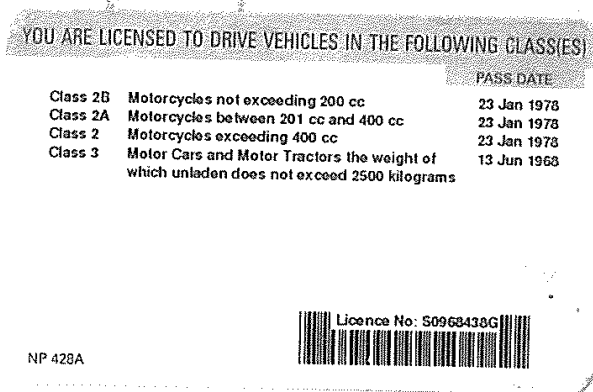 YOU ARE LICENSED TO DRIVE VEHICLES IN THE FOLLOWING CLASS(ES)
PASS DATE
Class 2B Motorcycles not exceeding 200 cc 23 Jan 1978
Class 2A Motorcycles between 201 cc and 400 cc 23 Jan 1978
Class 2 Motorcycles exceeding 400 cc 23 Jan 1978
Class 3 Motor Cars and Motor Tractors the weight of 13 Jun 1968
which unladen does not exceed 2500 kilograms
Licence No: S0968438G
NP 428A